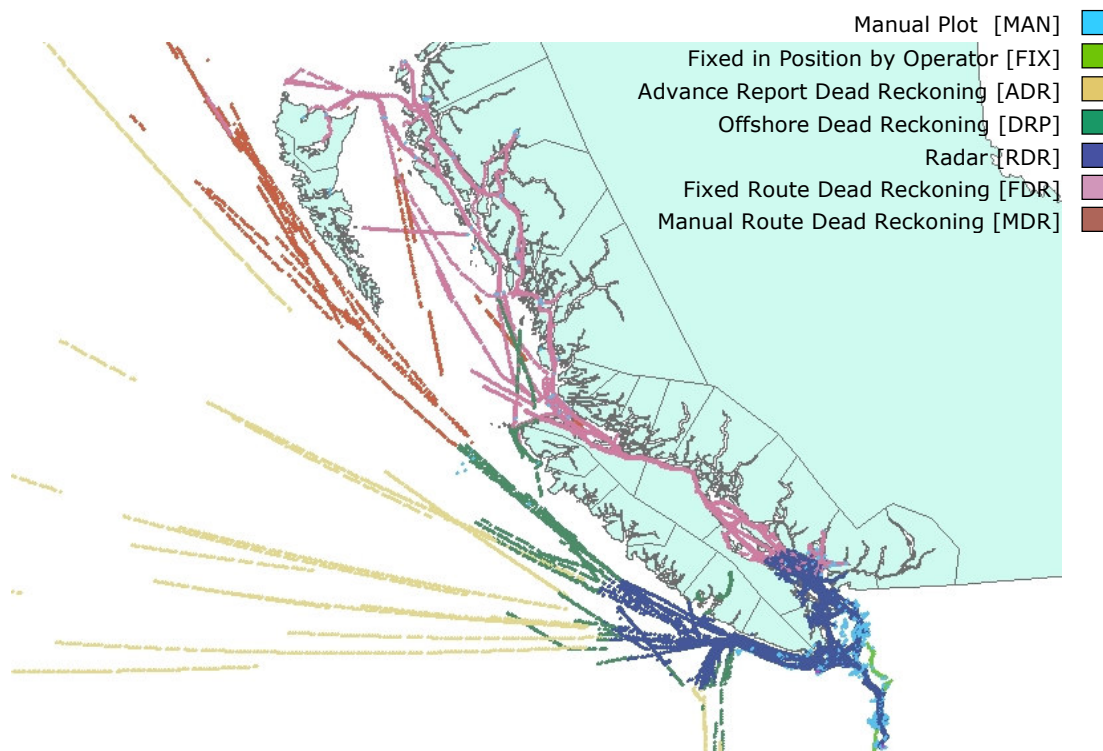 Manual Plot [MAN]
Fixed in Position by Operator [FIX]
Advance Report Dead Reckoning [ADR]
Offshore Dead Reckoning [DRP]
Radar [RDR]
Fixed Route Dead Reckoning [FDR]
Manual Route Dead Reckoning [MDR]